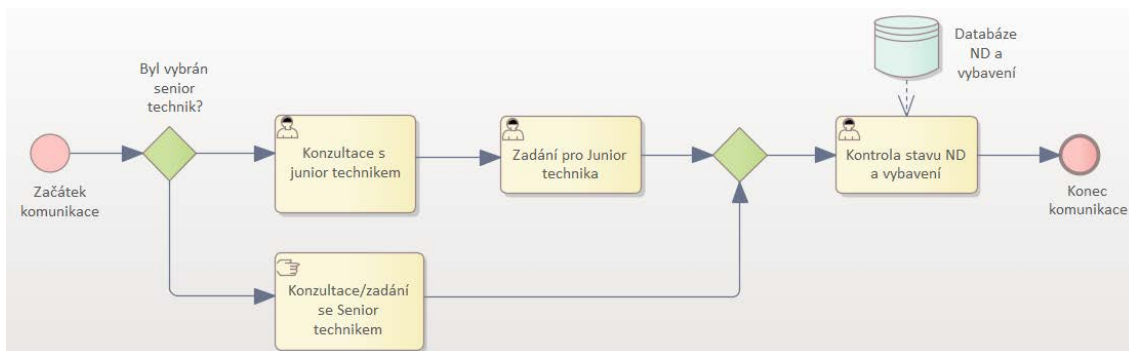 Byl vybrán
senior
technik?
Databáze
ND a
vybavení
Začátek
komunikace
Konzultace s
junior technikem
Zadání pro Junior
technika
Kontrola stavu ND
a vybavení
Konec
komunikace
Konzultace/zadání
se Senior
technikem